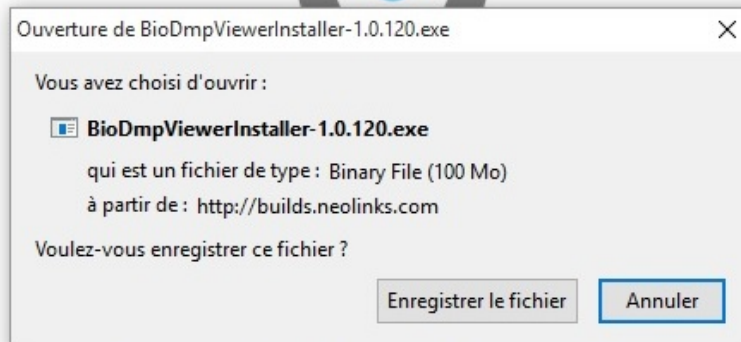 Ouverture de BioDmpViewerInstaller-1.0.120.exe
Vous avez choisi d'ouvrir :
BioDmpViewerInstaller-1.0.120.exe
qui est un fichier de type : Binary File (100 Mo)
à partir de : http://builds.neolinks.com
Voulez-vous enregistrer ce fichier ?
Enregistrer le fichier Annuler